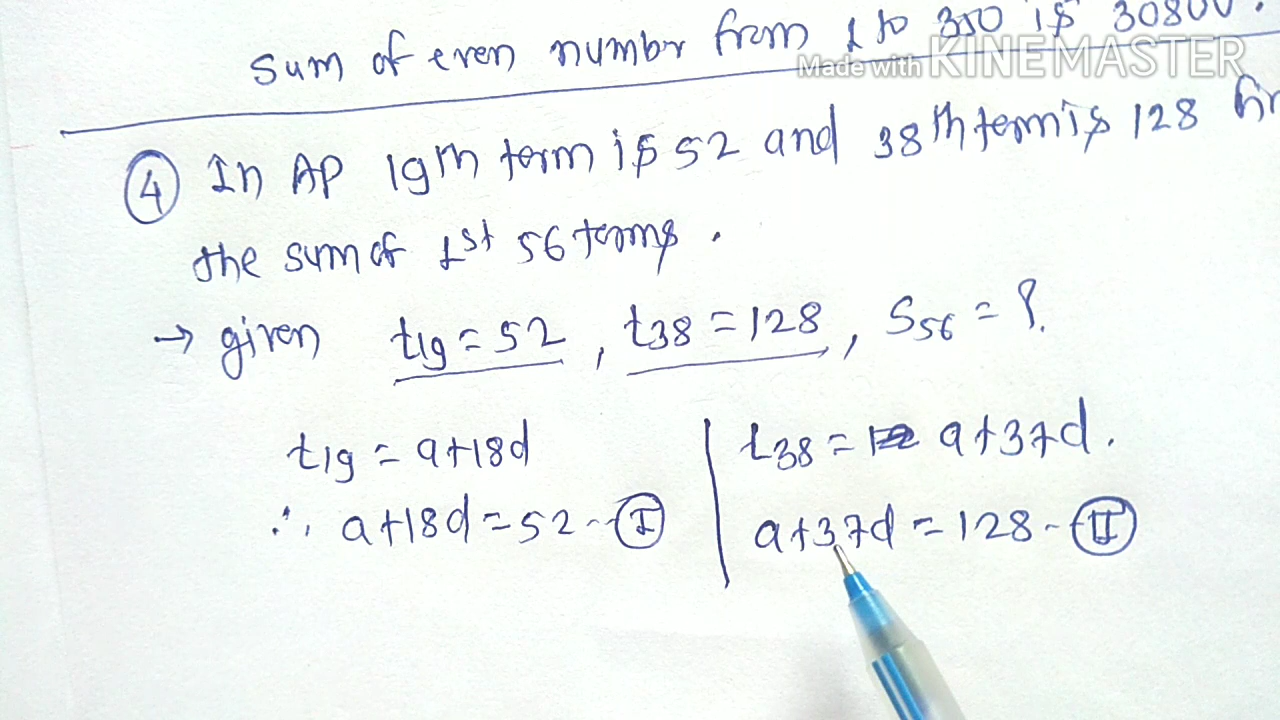 Sum of even number from 1 to 350 is 30800.
Made with KINEMASTER
④ In AP 19th term is 52 and 38th term is 128
the sum of 1st 56 terms.
→ given t19 = 52, t38 = 128, S56 = ?
t19 = a+18d
t38 = a+37d.
∴ a+18d = 52 -- Ⅰ
a+37d = 128 - Ⅱ